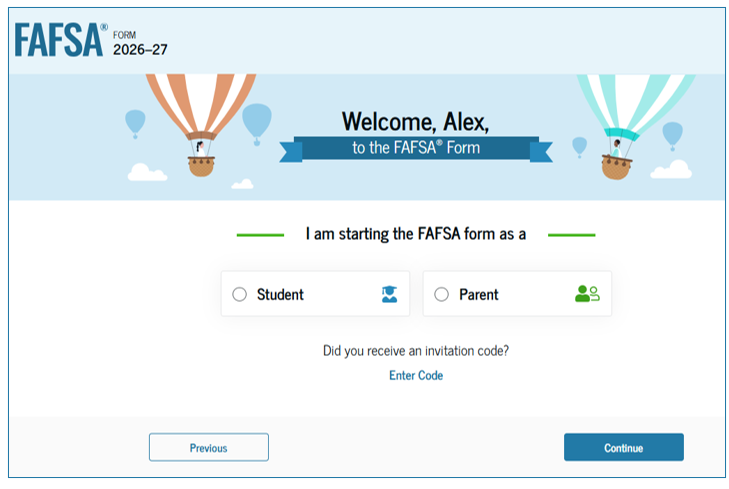 FAFSA® FORM
2026–27
Welcome, Alex,
to the FAFSA® Form
I am starting the FAFSA form as a
Student
Parent
Did you receive an invitation code?
Enter Code
Previous
Continue